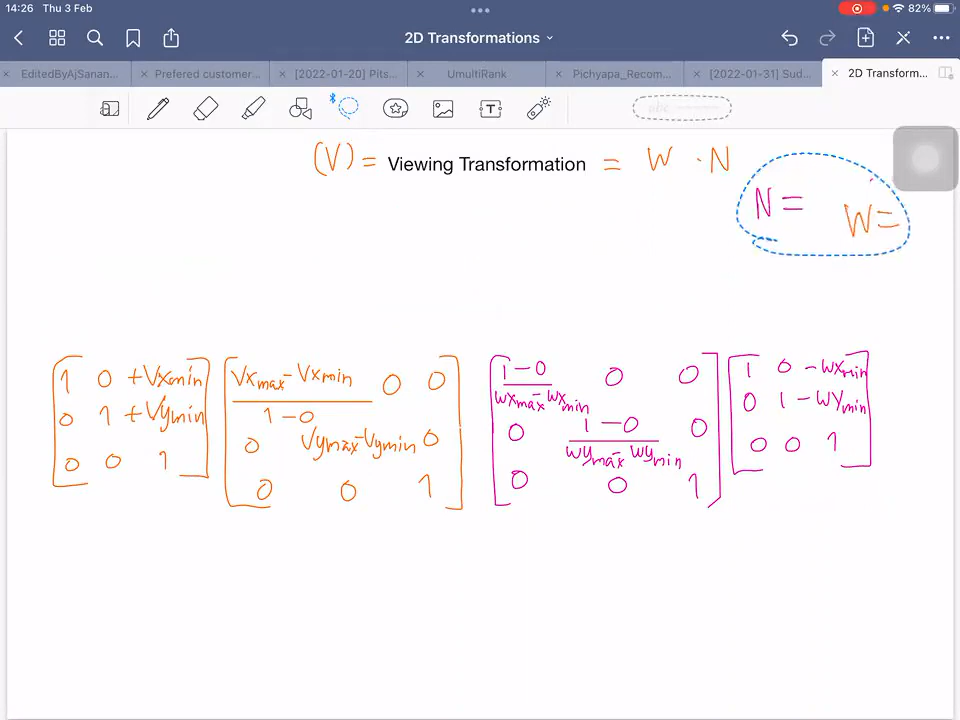 14:26 Thu 3 Feb
82%
2D Transformations
EditedByAjSanan...
Prefered customer...
[2022-01-20] Pits...
UmultiRank
Pichyapa_Recom...
[2022-01-31] Sud...
2D Transform...
abc
(V) = Viewing Transformation = W · N
N = W =
1 0 +Vxmin
0 1 +Vymin
0 0 1
Vxmax-Vxmin 0 0
1-0
0 Vymax-Vymin 0
0 0 1
1-0 0 0
wxmax-wxmin
0 1-0 0
wymax-wymin
0 0 1
1 0 -wxmin
0 1 -wymin
0 0 1